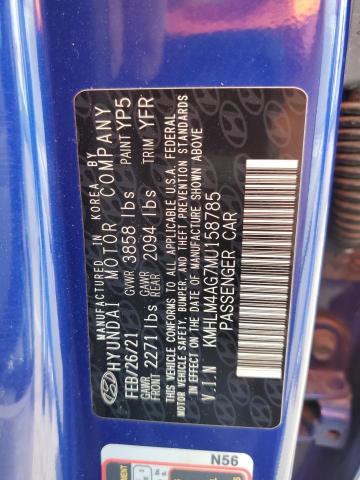 BY
HYUNDAI MOTOR COMPANY
IN KOREA
FEB/26/21 GVWR 3858 lbs PAINT YP5
GAWR FRONT 2271 lbs GAWR REAR 2094 lbs TRIM YFR
THIS VEHICLE CONFORMS TO ALL APPLICABLE U.S.A. FEDERAL
MOTOR VEHICLE SAFETY, BUMPER, AND THEFT PREVENTION STANDARDS
IN EFFECT ON THE DATE OF MANUFACTURE SHOWN ABOVE
V.I.N KMHLM4AG7MU158785
PASSENGER CAR
N56